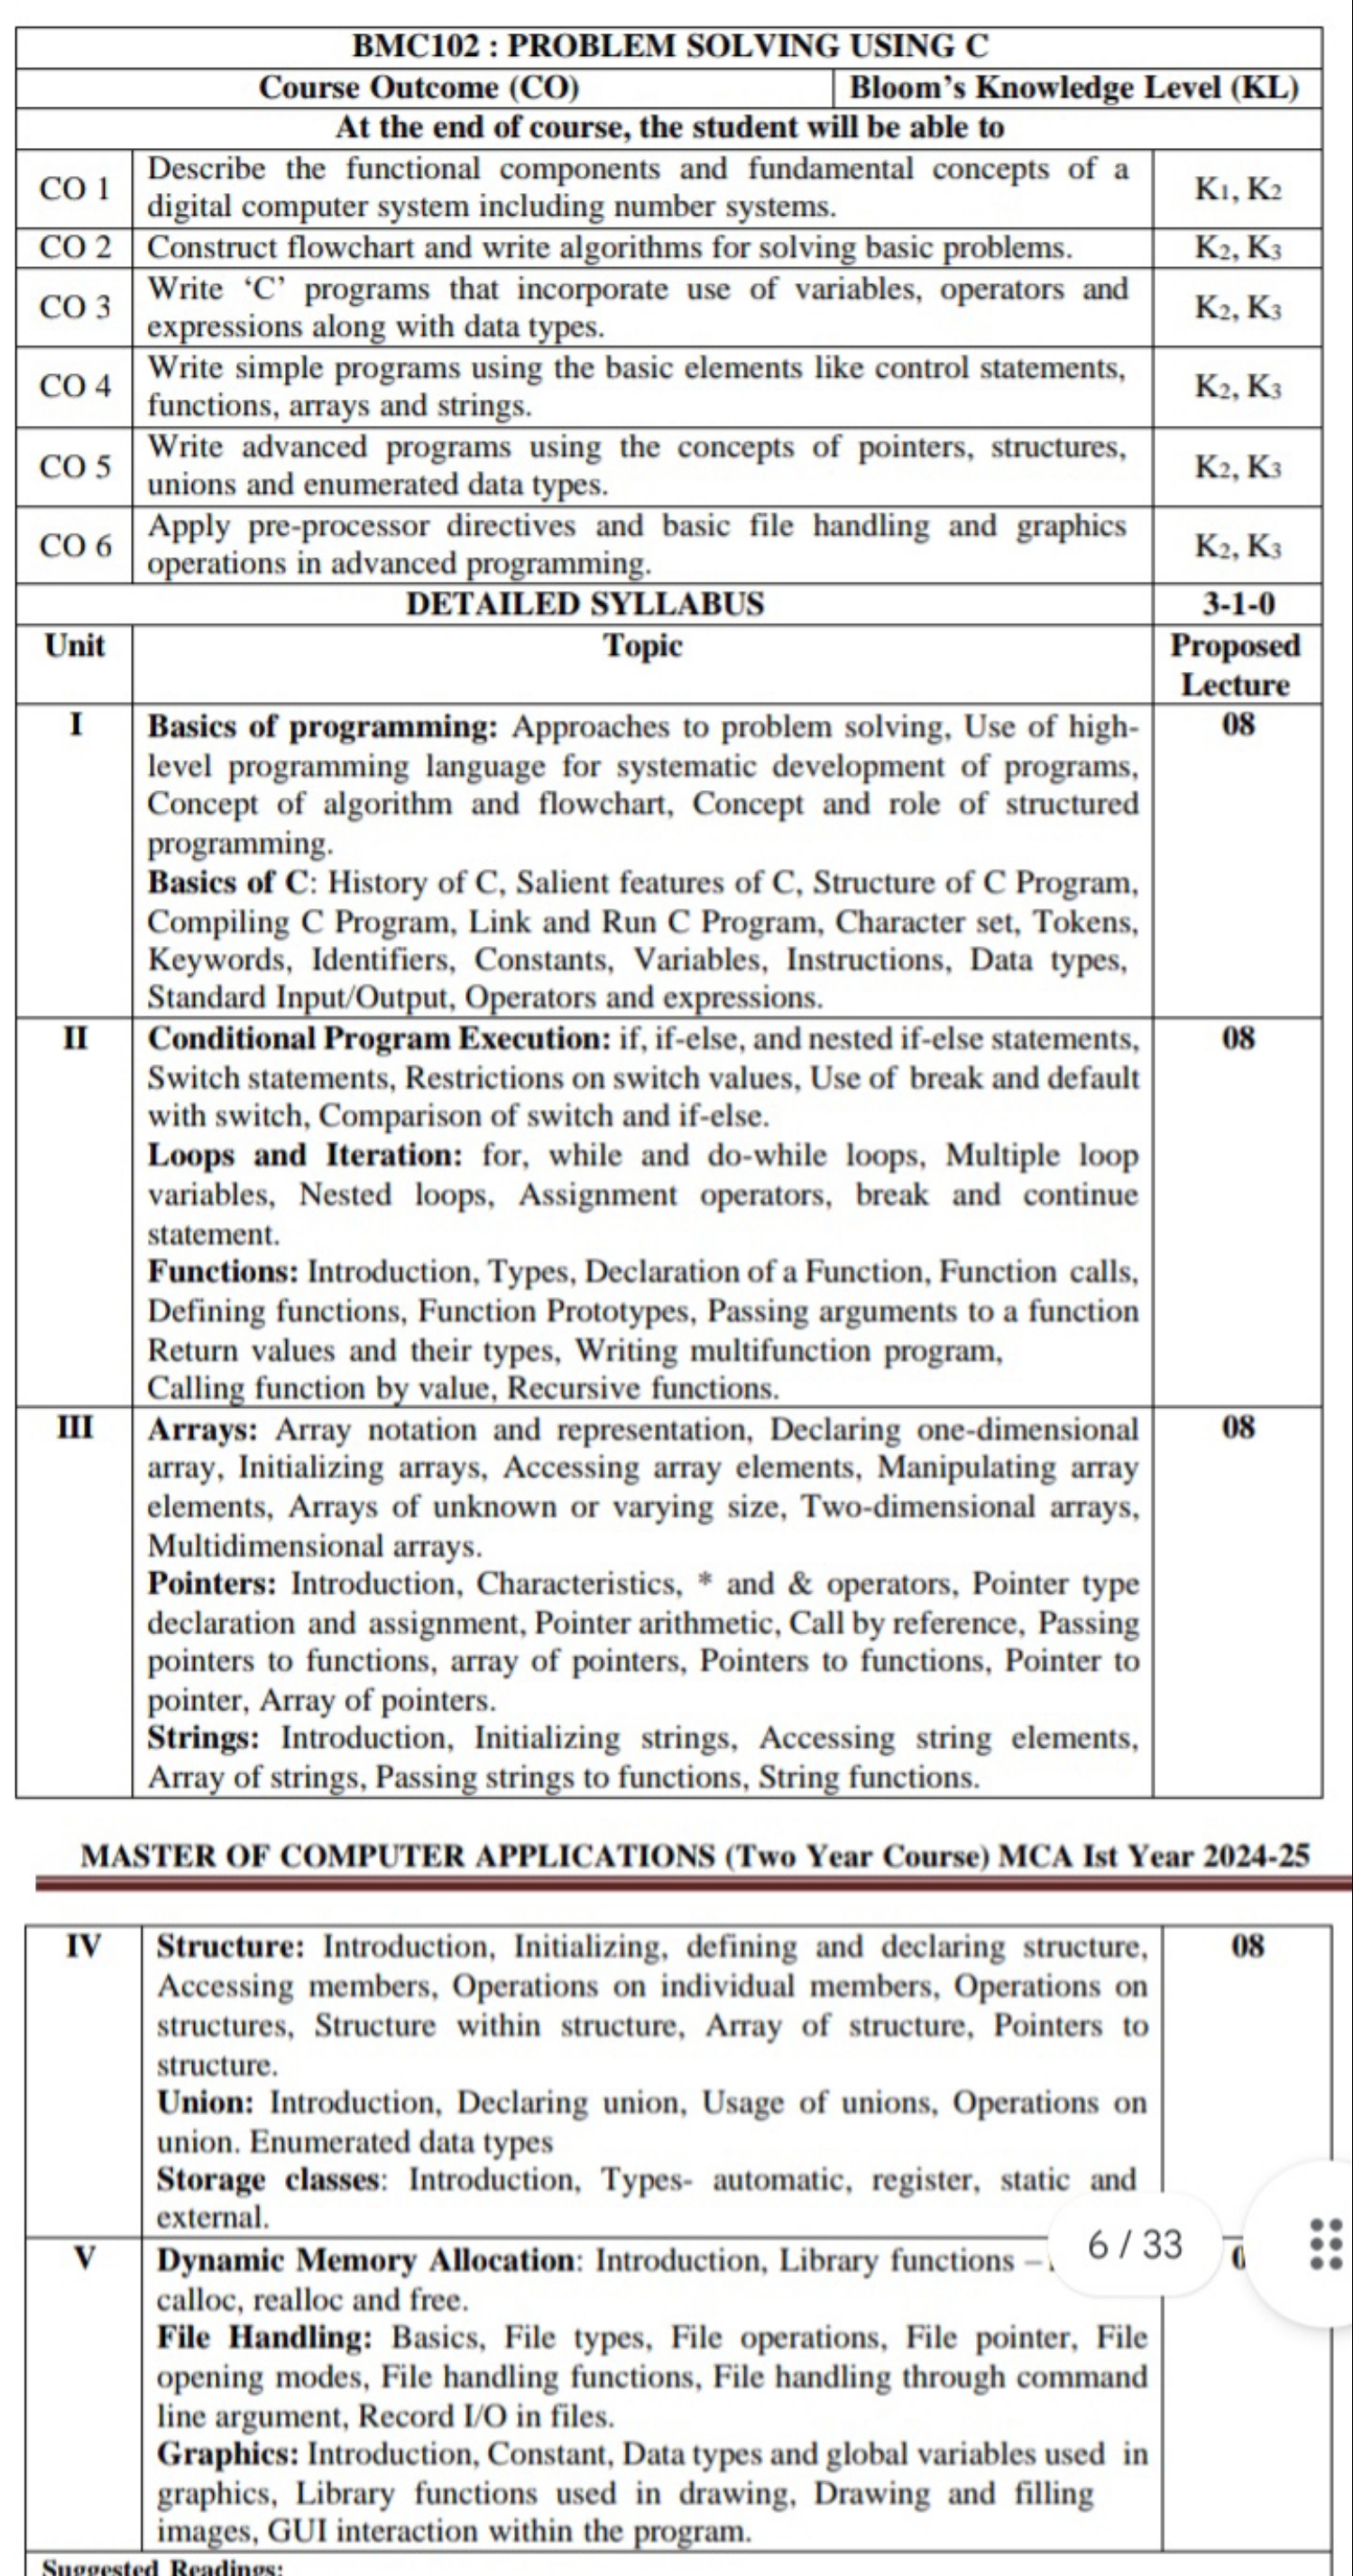 BMC102 : PROBLEM SOLVING USING C
Course Outcome (CO) Bloom's Knowledge Level (KL)
At the end of course, the student will be able to
CO 1 Describe the functional components and fundamental concepts of a K1, K2
digital computer system including number systems.
CO 2 Construct flowchart and write algorithms for solving basic problems. K2, K3
CO 3 Write ‘C’ programs that incorporate use of variables, operators and K2, K3
expressions along with data types.
CO 4 Write simple programs using the basic elements like control statements, K2, K3
functions, arrays and strings.
CO 5 Write advanced programs using the concepts of pointers, structures, K2, K3
unions and enumerated data types.
CO 6 Apply pre-processor directives and basic file handling and graphics K2, K3
operations in advanced programming.
DETAILED SYLLABUS 3-1-0
Unit Topic Proposed
Lecture
I Basics of programming: Approaches to problem solving, Use of high- 08
level programming language for systematic development of programs,
Concept of algorithm and flowchart, Concept and role of structured
programming.
Basics of C: History of C, Salient features of C, Structure of C Program,
Compiling C Program, Link and Run C Program, Character set, Tokens,
Keywords, Identifiers, Constants, Variables, Instructions, Data types,
Standard Input/Output, Operators and expressions.
II Conditional Program Execution: if, if-else, and nested if-else statements, 08
Switch statements, Restrictions on switch values, Use of break and default
with switch, Comparison of switch and if-else.
Loops and Iteration: for, while and do-while loops, Multiple loop
variables, Nested loops, Assignment operators, break and continue
statement.
Functions: Introduction, Types, Declaration of a Function, Function calls,
Defining functions, Function Prototypes, Passing arguments to a function
Return values and their types, Writing multifunction program,
Calling function by value, Recursive functions.
III Arrays: Array notation and representation, Declaring one-dimensional 08
array, Initializing arrays, Accessing array elements, Manipulating array
elements, Arrays of unknown or varying size, Two-dimensional arrays,
Multidimensional arrays.
Pointers: Introduction, Characteristics, * and & operators, Pointer type
declaration and assignment, Pointer arithmetic, Call by reference, Passing
pointers to functions, array of pointers, Pointers to functions, Pointer to
pointer, Array of pointers.
Strings: Introduction, Initializing strings, Accessing string elements,
Array of strings, Passing strings to functions, String functions.
MASTER OF COMPUTER APPLICATIONS (Two Year Course) MCA Ist Year 2024-25
IV Structure: Introduction, Initializing, defining and declaring structure, 08
Accessing members, Operations on individual members, Operations on
structures, Structure within structure, Array of structure, Pointers to
structure.
Union: Introduction, Declaring union, Usage of unions, Operations on
union. Enumerated data types
Storage classes: Introduction, Types- automatic, register, static and
external.
6 / 33
V Dynamic Memory Allocation: Introduction, Library functions –
calloc, realloc and free.
File Handling: Basics, File types, File operations, File pointer, File
opening modes, File handling functions, File handling through command
line argument, Record I/O in files.
Graphics: Introduction, Constant, Data types and global variables used in
graphics, Library functions used in drawing, Drawing and filling
images, GUI interaction within the program.
Suggested Readings: